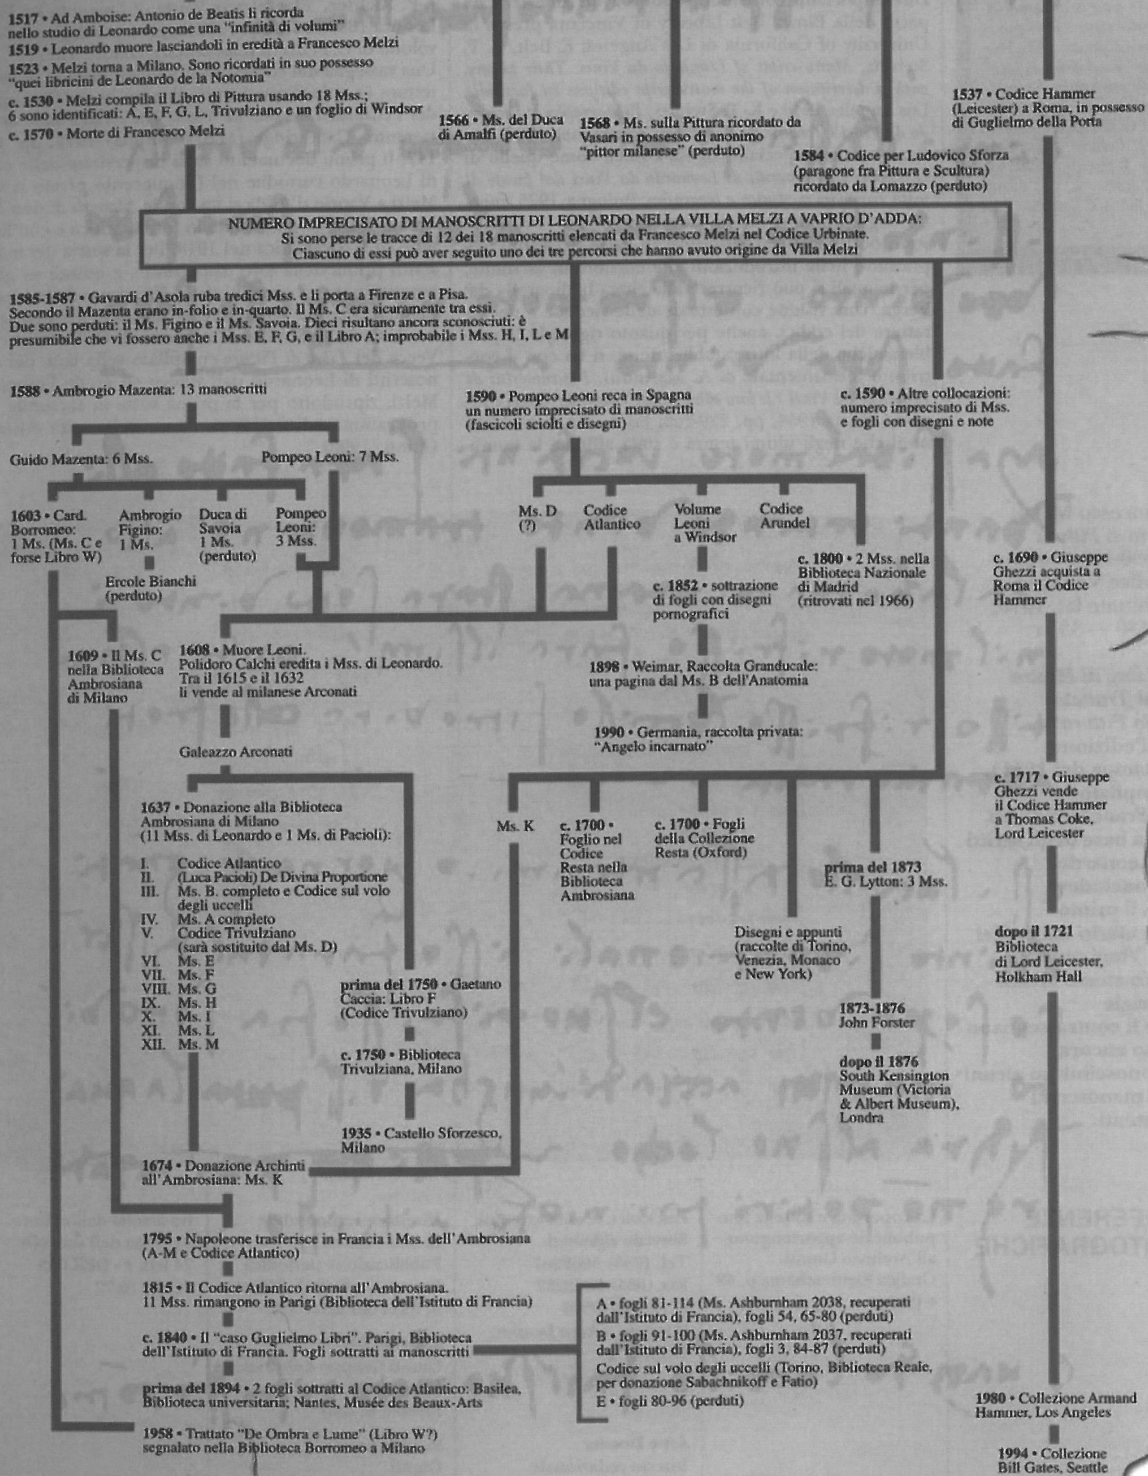 1517 • Ad Amboise: Antonio de Beatis li ricorda
nello studio di Leonardo come una "infinità di volumi"
1519 • Leonardo muore lasciandoli in eredità a Francesco Melzi
1523 • Melzi torna a Milano. Sono ricordati in suo possesso
"quei libricini de Leonardo de la Notomia"
c. 1530 • Melzi compila il Libro di Pittura usando 18 Mss.;
6 sono identificati: A, E, F, G, L, Trivulziano e un foglio di Windsor
c. 1570 • Morte di Francesco Melzi
1566 • Ms. del Duca
di Amalfi (perduto)
1568 • Ms. sulla Pittura ricordato da
Vasari in possesso di anonimo
"pittor milanese" (perduto)
1584 • Codice per Ludovico Sforza
(paragone fra Pittura e Scultura)
ricordato da Lomazzo (perduto)
1537 • Codice Hammer
(Leicester) a Roma, in possesso
di Guglielmo della Porta
NUMERO IMPRECISATO DI MANOSCRITTI DI LEONARDO NELLA VILLA MELZI A VAPRIO D'ADDA:
Si sono perse le tracce di 12 dei 18 manoscritti elencati da Francesco Melzi nel Codice Urbinate.
Ciascuno di essi può aver seguito uno dei tre percorsi che hanno avuto origine da Villa Melzi
1585-1587 • Gavardi d'Asola ruba tredici Mss. e li porta a Firenze e a Pisa.
Secondo il Mazenta erano in-folio e in-quarto. Il Ms. C era sicuramente tra essi.
Due sono perduti: il Ms. Figino e il Ms. Savoia. Dieci risultano ancora sconosciuti: è
presumibile che vi fossero anche i Mss. E, F, G, e il Libro A; improbabile i Mss. H, I, L e M
1588 • Ambrogio Mazenta: 13 manoscritti
1590 • Pompeo Leoni reca in Spagna
un numero imprecisato di manoscritti
(fascicoli sciolti e disegni)
c. 1590 • Altre collocazioni:
numero imprecisato di Mss.
e fogli con disegni e note
Guido Mazenta: 6 Mss.
Pompeo Leoni: 7 Mss.
1603 • Card.
Borromeo:
1 Ms. (Ms. C e
forse Libro W)
Ambrogio
Figino:
1 Ms.
Duca di
Savoia
1 Ms.
(perduto)
Pompeo
Leoni:
3 Mss.
Ercole Bianchi
(perduto)
Ms. D
(?)
Codice
Atlantico
Volume
Leoni
a Windsor
Codice
Arundel
c. 1800 • 2 Mss. nella
Biblioteca Nazionale
di Madrid
(ritrovati nel 1966)
c. 1690 • Giuseppe
Ghezzi acquista a
Roma il Codice
Hammer
c. 1852 • sottrazione
di fogli con disegni
pornografici
1609 • Il Ms. C
nella Biblioteca
Ambrosiana
di Milano
1608 • Muore Leoni.
Polidoro Calchi eredita i Mss. di Leonardo.
Tra il 1615 e il 1632
li vende al milanese Arconati
1898 • Weimar, Raccolta Granducale:
una pagina dal Ms. B dell'Anatomia
1990 • Germania, raccolta privata:
"Angelo incarnato"
Galeazzo Arconati
c. 1717 • Giuseppe
Ghezzi vende
il Codice Hammer
a Thomas Coke,
Lord Leicester
1637 • Donazione alla Biblioteca
Ambrosiana di Milano
(11 Mss. di Leonardo e 1 Ms. di Pacioli):
I. Codice Atlantico
II. (Luca Pacioli) De Divina Proportione
III. Ms. B. completo e Codice sul volo
degli uccelli
IV. Ms. A completo
V. Codice Trivulziano
(sarà sostituito dal Ms. D)
VI. Ms. E
VII. Ms. F
VIII. Ms. G
IX. Ms. H
X. Ms. I
XI. Ms. L
XII. Ms. M
Ms. K
c. 1700 •
Foglio nel
Codice
Resta nella
Biblioteca
Ambrosiana
c. 1700 • Fogli
della Collezione
Resta (Oxford)
prima del 1873
E. G. Lytton: 3 Mss.
Disegni e appunti
(raccolte di Torino,
Venezia, Monaco
e New York)
dopo il 1721
Biblioteca
di Lord Leicester,
Holkham Hall
prima del 1750 • Gaetano
Caccia: Libro F
(Codice Trivulziano)
1873-1876
John Forster
c. 1750 • Biblioteca
Trivulziana, Milano
dopo il 1876
South Kensington
Museum (Victoria
& Albert Museum),
Londra
1935 • Castello Sforzesco,
Milano
1674 • Donazione Archinti
all'Ambrosiana: Ms. K
1795 • Napoleone trasferisce in Francia i Mss. dell'Ambrosiana
(A-M e Codice Atlantico)
1815 • Il Codice Atlantico ritorna all'Ambrosiana.
11 Mss. rimangono in Parigi (Biblioteca dell'Istituto di Francia)
c. 1840 • Il "caso Guglielmo Libri". Parigi, Biblioteca
dell'Istituto di Francia. Fogli sottratti ai manoscritti
A • fogli 81-114 (Ms. Ashburnham 2038, recuperati
dall'Istituto di Francia), fogli 54, 65-80 (perduti)
B • fogli 91-100 (Ms. Ashburnham 2037, recuperati
dall'Istituto di Francia), fogli 3, 84-87 (perduti)
Codice sul volo degli uccelli (Torino, Biblioteca Reale,
per donazione Sabachnikoff e Fatio)
E • fogli 80-96 (perduti)
prima del 1894 • 2 fogli sottratti al Codice Atlantico: Basilea,
Biblioteca universitaria; Nantes, Musée des Beaux-Arts
1958 • Trattato "De Ombra e Lume" (Libro W?)
segnalato nella Biblioteca Borromeo a Milano
1980 • Collezione Armand
Hammer, Los Angeles
1994 • Collezione
Bill Gates, Seattle